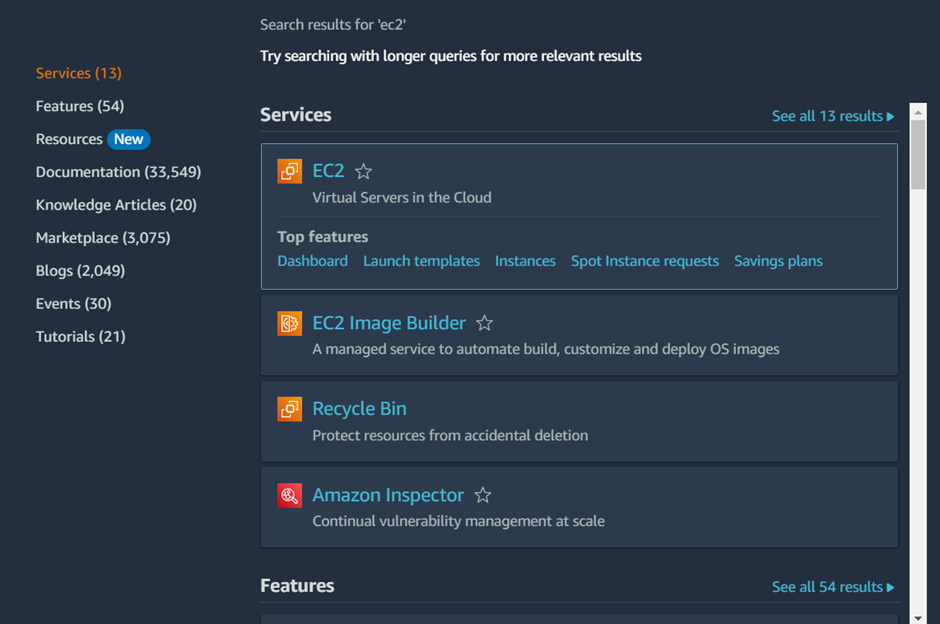 Search results for 'ec2'
Try searching with longer queries for more relevant results
Services (13)
Features (54)
Resources New
Documentation (33,549)
Knowledge Articles (20)
Marketplace (3,075)
Blogs (2,049)
Events (30)
Tutorials (21)
Services See all 13 results
EC2
Virtual Servers in the Cloud
Top features
Dashboard Launch templates Instances Spot Instance requests Savings plans
EC2 Image Builder
A managed service to automate build, customize and deploy OS images
Recycle Bin
Protect resources from accidental deletion
Amazon Inspector
Continual vulnerability management at scale
Features See all 54 results